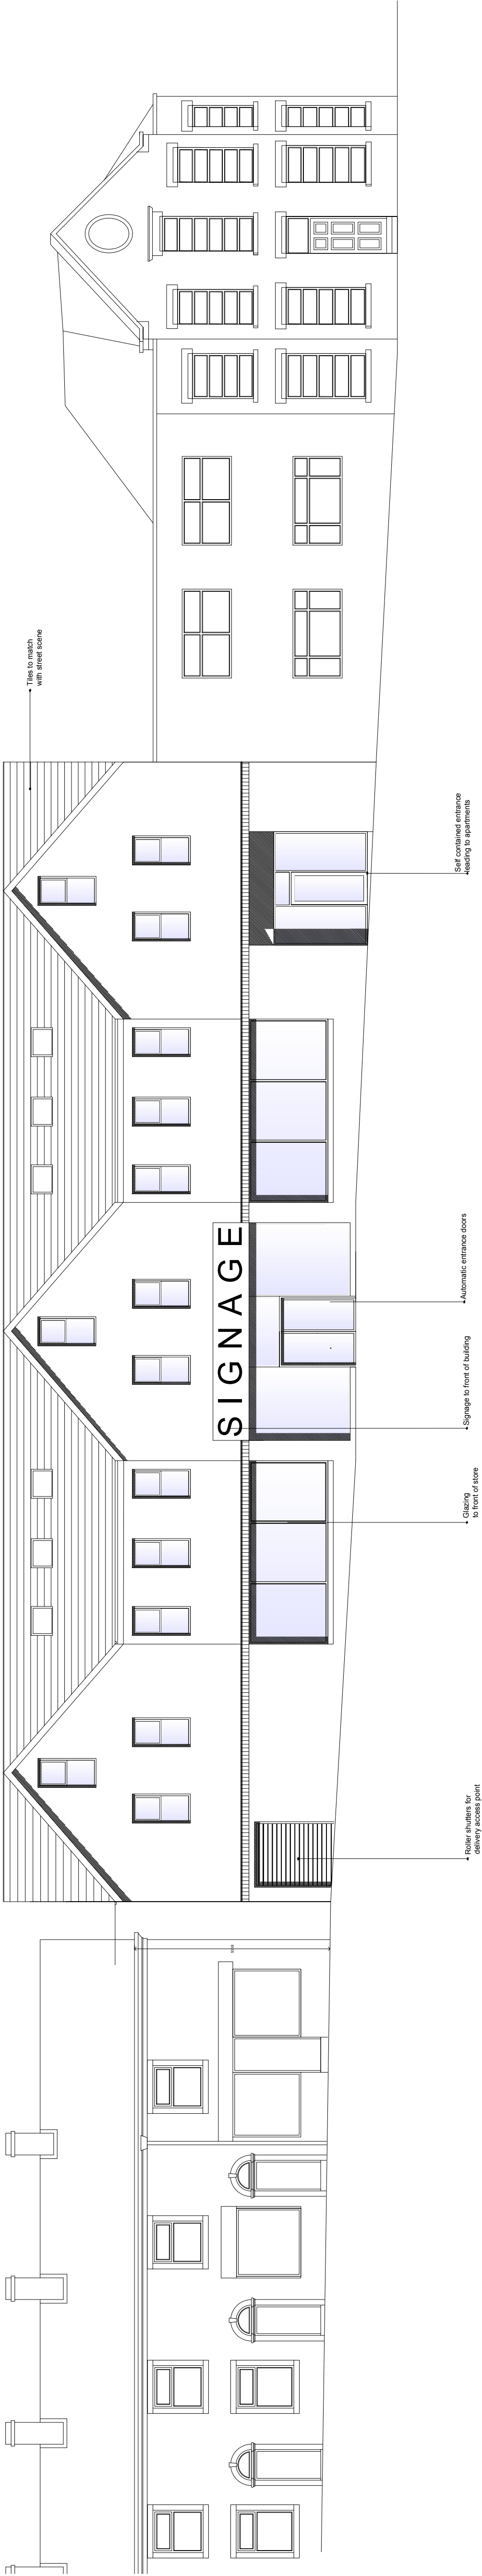 Roller shutters for
delivery access point
Glazing
to front of store
Signage to front of building
Automatic entrance doors
Self contained entrance
leading to apartments
Tiles to match
with street scene
SIGNAGE